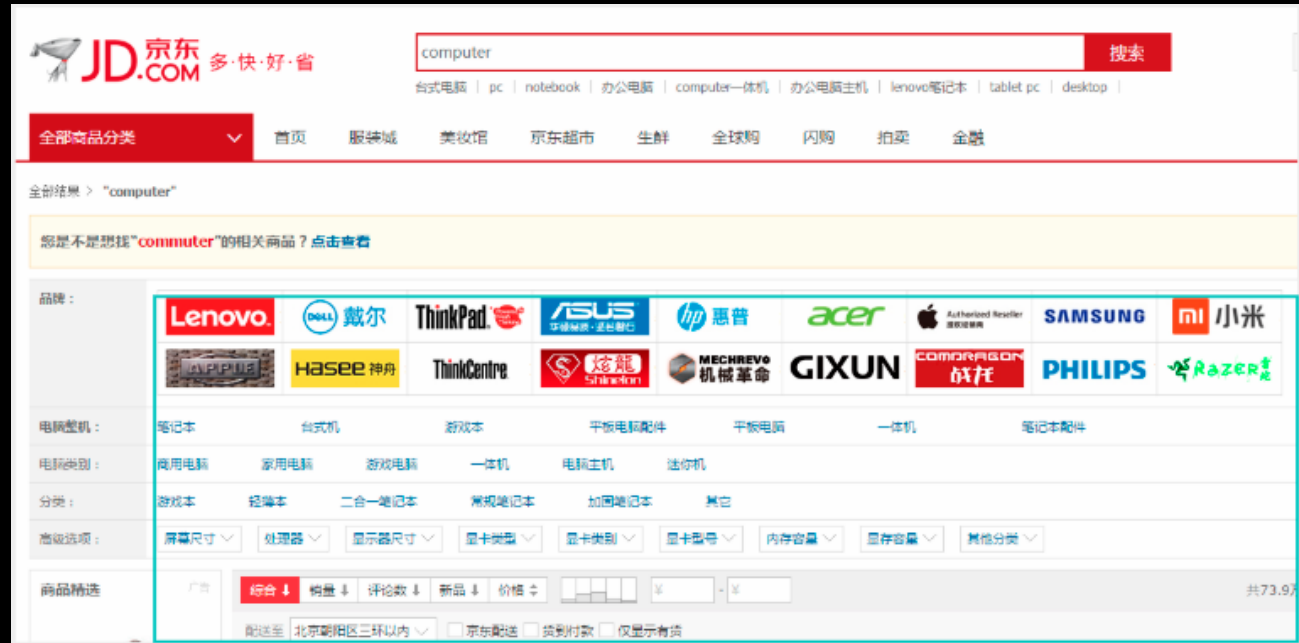 JD.京东 .COM 多·快·好·省
computer 搜索
台式电脑 | pc | notebook | 办公电脑 | computer一体机 | 办公电脑主机 | lenovo笔记本 | tablet pc | desktop |
全部商品分类 首页 服装城 美妆馆 京东超市 生鲜 全球购 闪购 拍卖 金融
全部结果 > "computer"
您是不是想找"commuter"的相关商品？点击查看
品牌：
Lenovo. DELL 戴尔 ThinkPad. ASUS hp 惠普 acer Authorized Reseller SAMSUNG MI 小米
APPLE HASEE 神舟 ThinkCentre 炫龍 Shinelon MECHREVO 机械革命 GIXUN COMDRAGON 战龙 PHILIPS RAZER
电脑整机： 笔记本 台式机 游戏本 平板电脑配件 平板电脑 一体机 笔记本配件
电脑类别： 商用电脑 家用电脑 游戏电脑 一体机 电脑主机 迷你机
分类： 游戏本 轻薄本 二合一笔记本 常规笔记本 加固笔记本 其它
高级选项： 屏幕尺寸 处理器 显示器尺寸 显卡类型 显卡类别 显卡型号 内存容量 显存容量 其他分类
商品精选 广告 综合 销量 评论数 新品 价格 ¥ - ¥ 共73.9万
配送至 北京朝阳区三环以内 京东配送 货到付款 仅显示有货